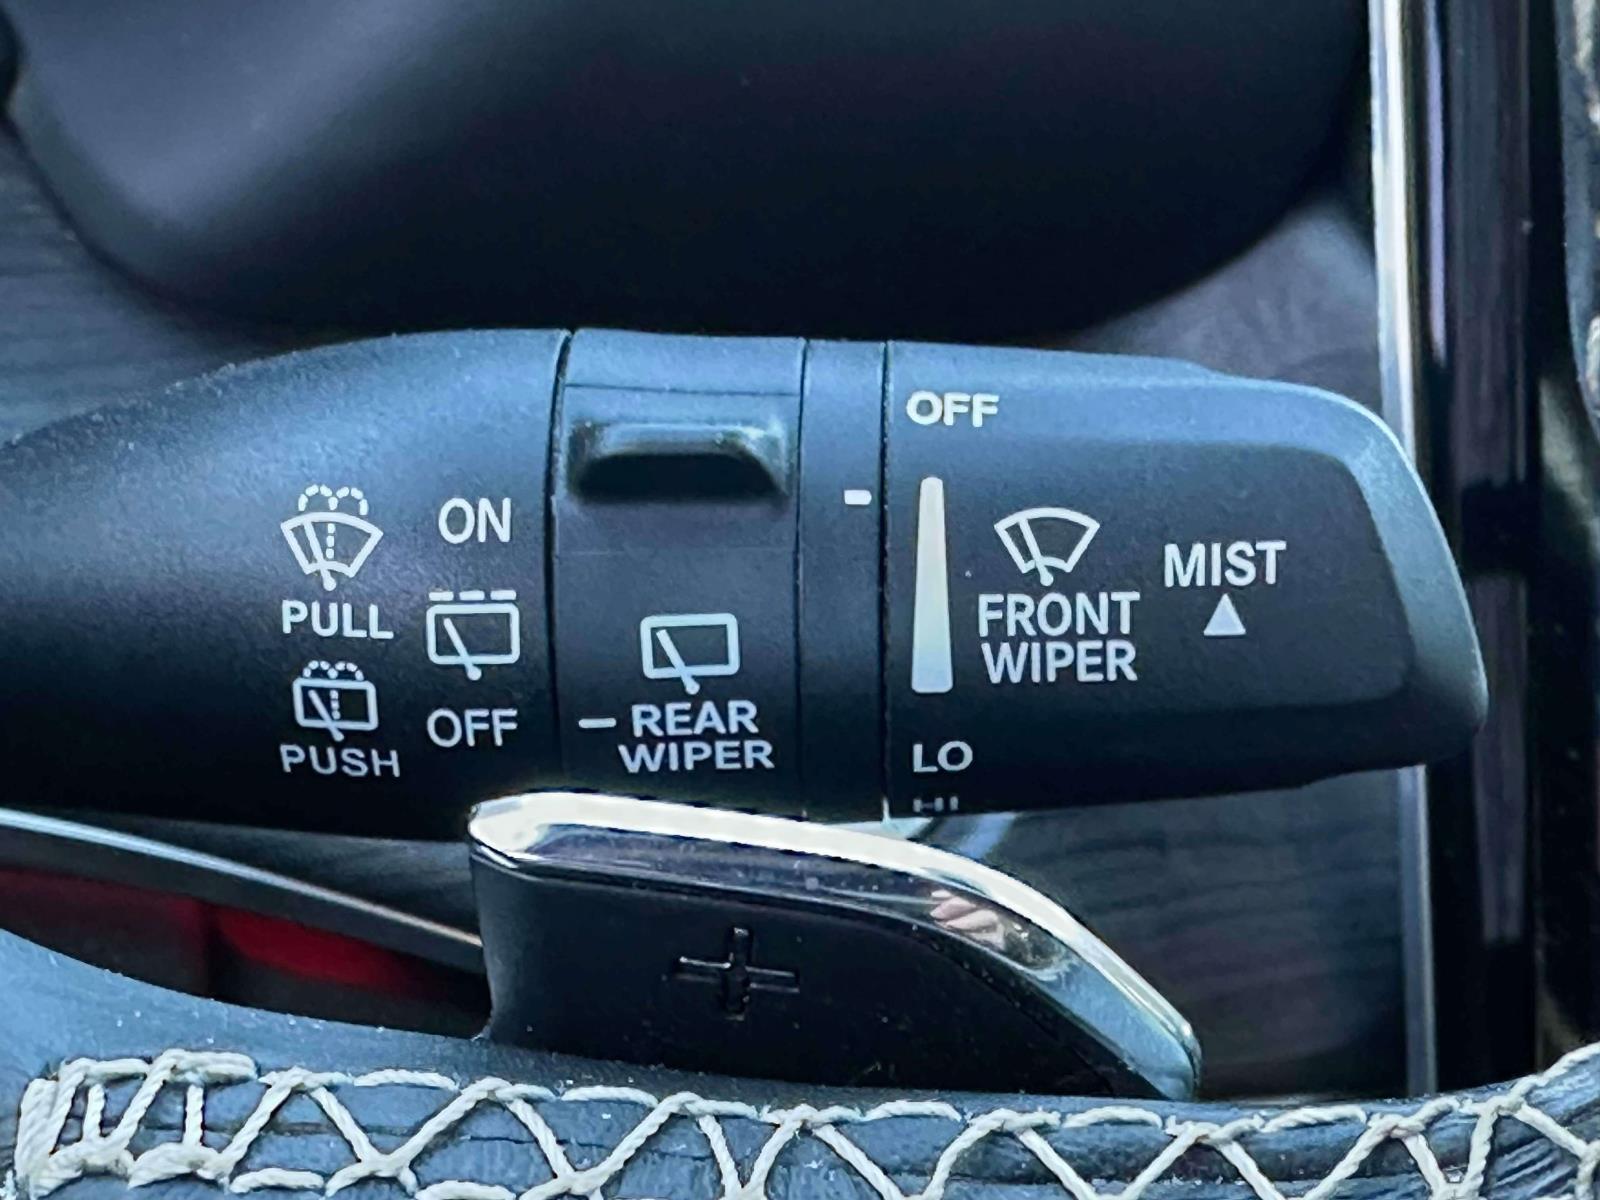 PULL
PUSH
ON
OFF
— REAR
WIPER
OFF
FRONT
WIPER
LO
MIST
+